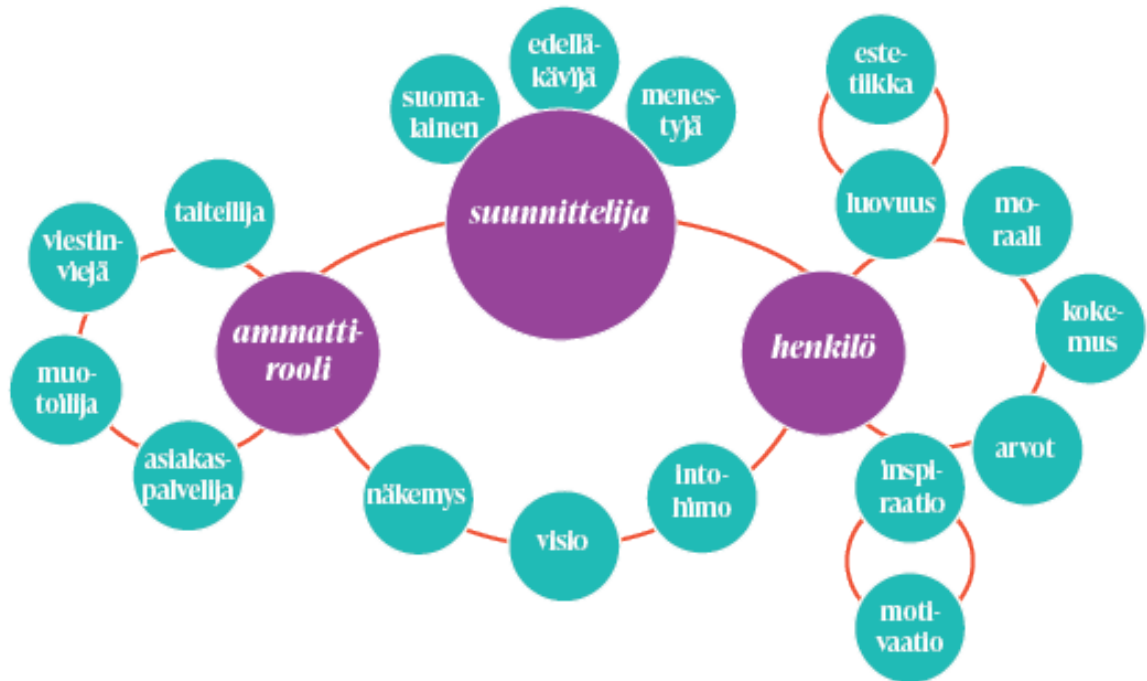 edellä-
kävijä
suoma-
lainen
menes-
tyjä
este-
tiikka
suunnittelija
luovuus
mo-
raali
taiteilija
viestin-
viejä
ammatti-
rooli
henkilö
koke-
mus
muo-
toilija
asiakas-
palvelija
näkemys
visio
into-
himo
arvot
inspi-
raatio
moti-
vaatio